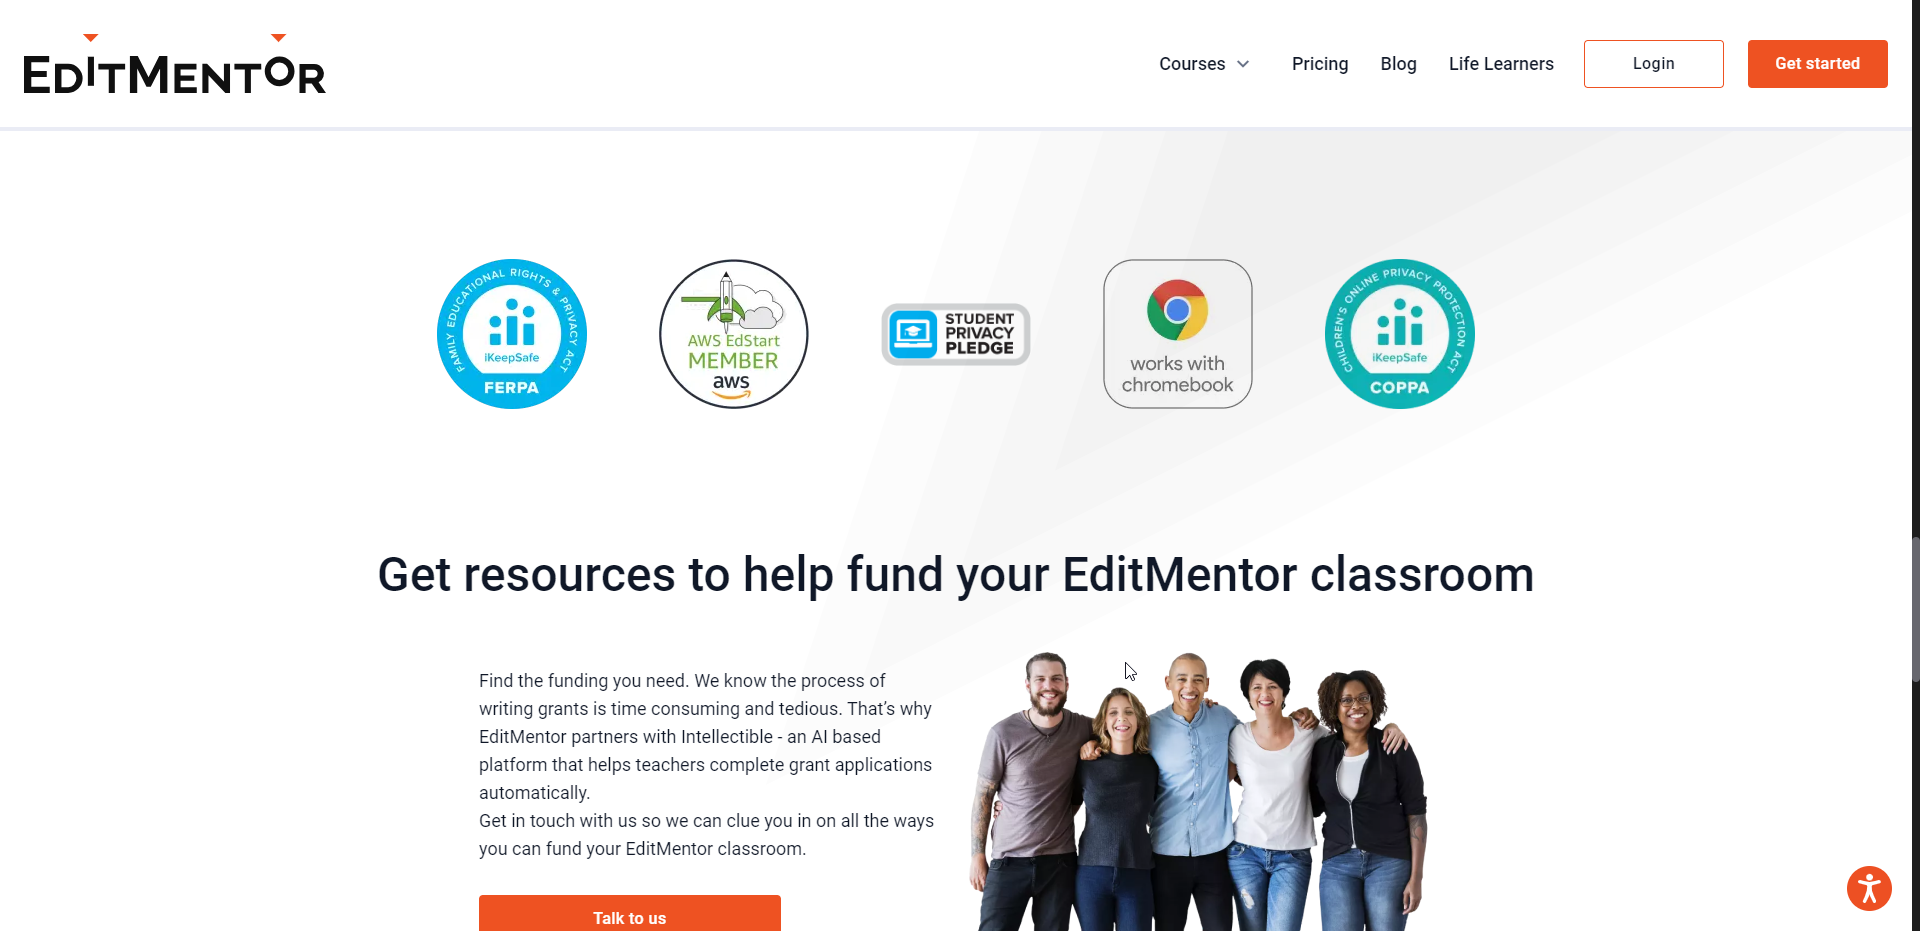 EDITMENTOR
Courses
Pricing
Blog
Life Learners
Login
Get started
FAMILY EDUCATIONAL RIGHTS & PRIVACY ACT
iKeepSafe
FERPA
AWS EdStart
MEMBER
aws
STUDENT
PRIVACY
PLEDGE
works with
chromebook
CHILDREN'S ONLINE PRIVACY PROTECTION ACT
iKeepSafe
COPPA
Get resources to help fund your EditMentor classroom
Find the funding you need. We know the process of
writing grants is time consuming and tedious. That’s why
EditMentor partners with Intellectible - an AI based
platform that helps teachers complete grant applications
automatically.
Get in touch with us so we can clue you in on all the ways
you can fund your EditMentor classroom.
Talk to us